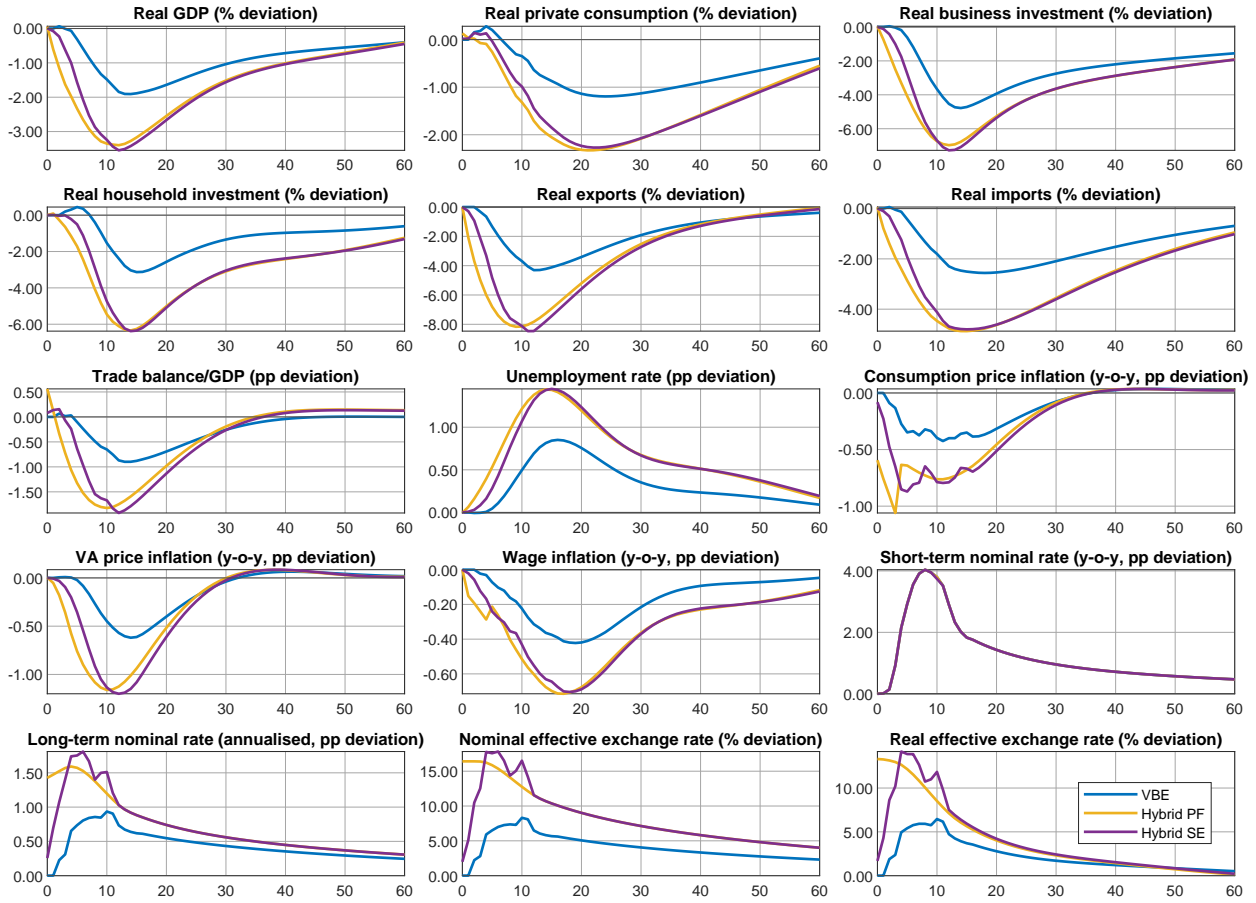 Real GDP (% deviation)
0.00
-1.00
-2.00
-3.00
0 10 20 30 40 50 60
Real private consumption (% deviation)
0.00
-1.00
-2.00
0 10 20 30 40 50 60
Real business investment (% deviation)
0.00
-2.00
-4.00
-6.00
0 10 20 30 40 50 60
Real household investment (% deviation)
0.00
-2.00
-4.00
-6.00
0 10 20 30 40 50 60
Real exports (% deviation)
0.00
-2.00
-4.00
-6.00
-8.00
0 10 20 30 40 50 60
Real imports (% deviation)
0.00
-2.00
-4.00
0 10 20 30 40 50 60
Trade balance/GDP (pp deviation)
0.50
0.00
-0.50
-1.00
-1.50
0 10 20 30 40 50 60
Unemployment rate (pp deviation)
1.00
0.50
0.00
0 10 20 30 40 50 60
Consumption price inflation (y-o-y, pp deviation)
0.00
-0.50
-1.00
0 10 20 30 40 50 60
VA price inflation (y-o-y, pp deviation)
0.00
-0.50
-1.00
0 10 20 30 40 50 60
Wage inflation (y-o-y, pp deviation)
0.00
-0.20
-0.40
-0.60
0 10 20 30 40 50 60
Short-term nominal rate (y-o-y, pp deviation)
4.00
2.00
0.00
0 10 20 30 40 50 60
Long-term nominal rate (annualised, pp deviation)
1.50
1.00
0.50
0.00
0 10 20 30 40 50 60
Nominal effective exchange rate (% deviation)
15.00
10.00
5.00
0.00
0 10 20 30 40 50 60
Real effective exchange rate (% deviation)
10.00
5.00
0.00
0 10 20 30 40 50 60
VBE
Hybrid PF
Hybrid SE